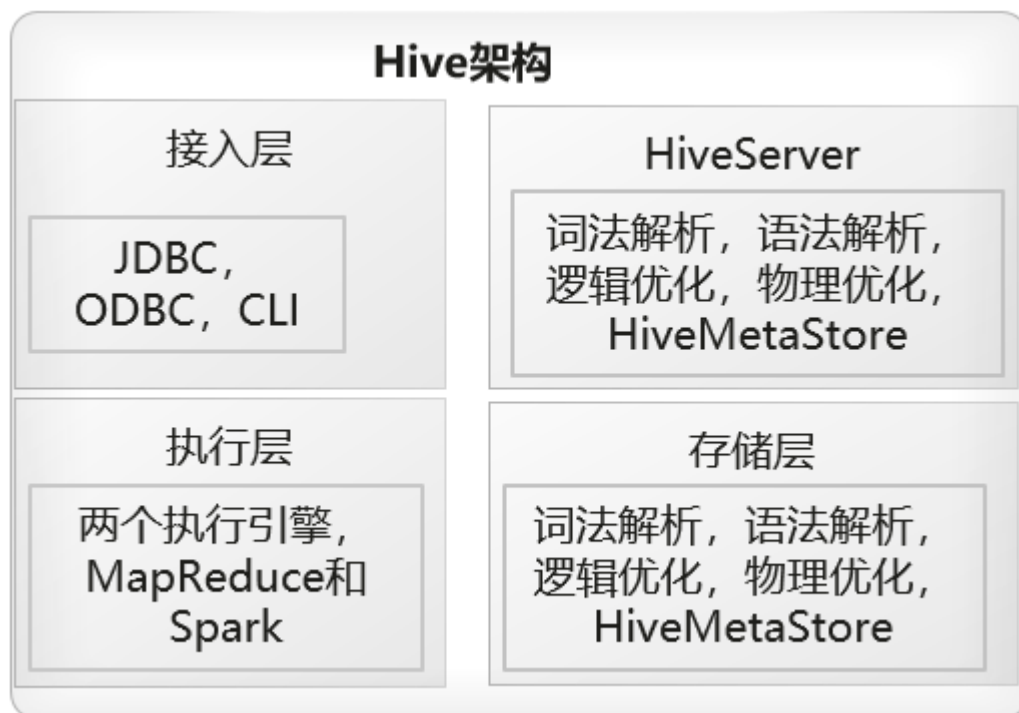 Hive架构
接入层
JDBC，
ODBC，CLI
HiveServer
词法解析，语法解析，
逻辑优化，物理优化，
HiveMetaStore
执行层
两个执行引擎，
MapReduce和
Spark
存储层
词法解析，语法解析，
逻辑优化，物理优化，
HiveMetaStore